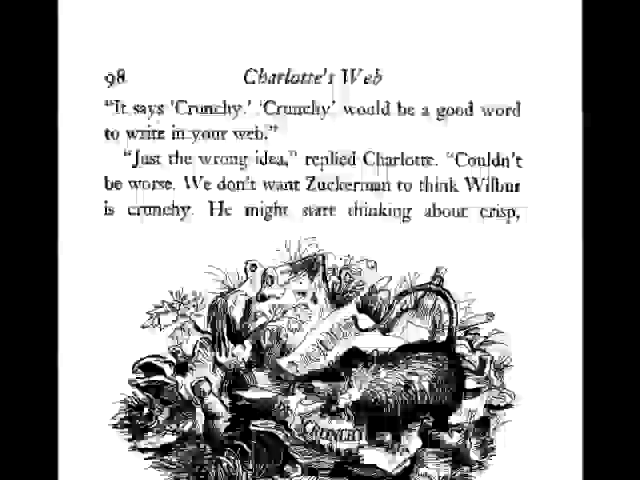 98 Charlotte's Web
"It says 'Crunchy.' 'Crunchy' would be a good word
to write in your web."
"Just the wrong idea," replied Charlotte. "Couldn't
be worse. We don't want Zuckerman to think Wilbur
is crunchy. He might start thinking about crisp,
CRUNCHY